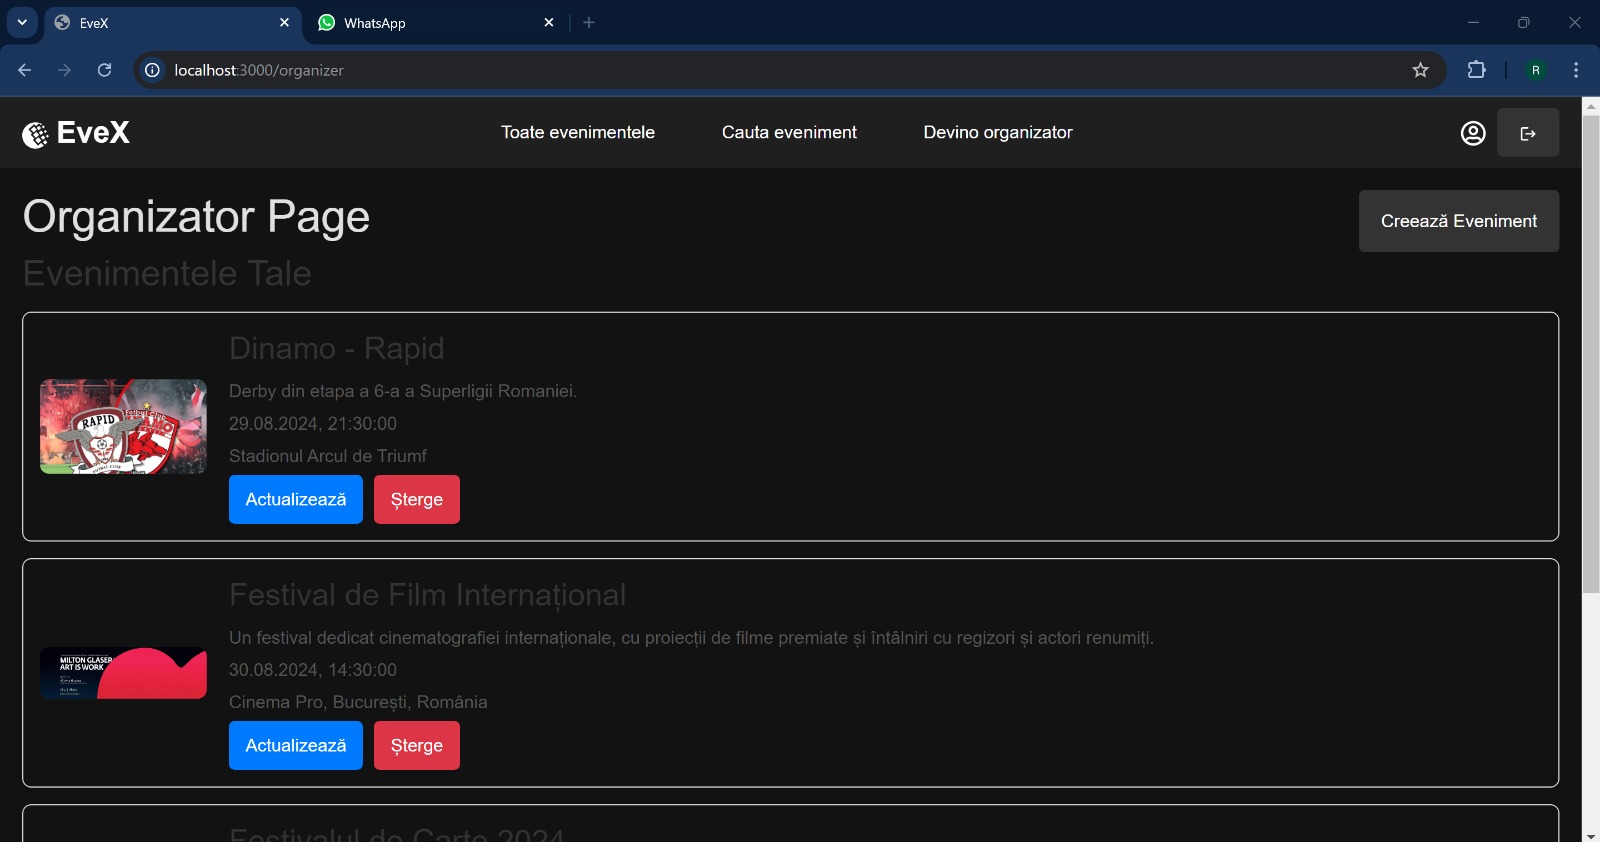 EveX
WhatsApp
localhost:3000/organizer
R
EveX
Toate evenimentele
Cauta eveniment
Devino organizator
Organizator Page
Creează Eveniment
Evenimentele Tale
Dinamo - Rapid
Derby din etapa a 6-a a Superligii Romaniei.
29.08.2024, 21:30:00
Stadionul Arcul de Triumf
RAPID
Actualizează
Șterge
Festival de Film Internațional
Un festival dedicat cinematografiei internaționale, cu proiecții de filme premiate și întâlniri cu regizori și actori renumiți.
MILTON GLASER
ART IS WORK
30.08.2024, 14:30:00
Cinema Pro, București, România
Actualizează
Șterge
Festivalul de Carte 2024